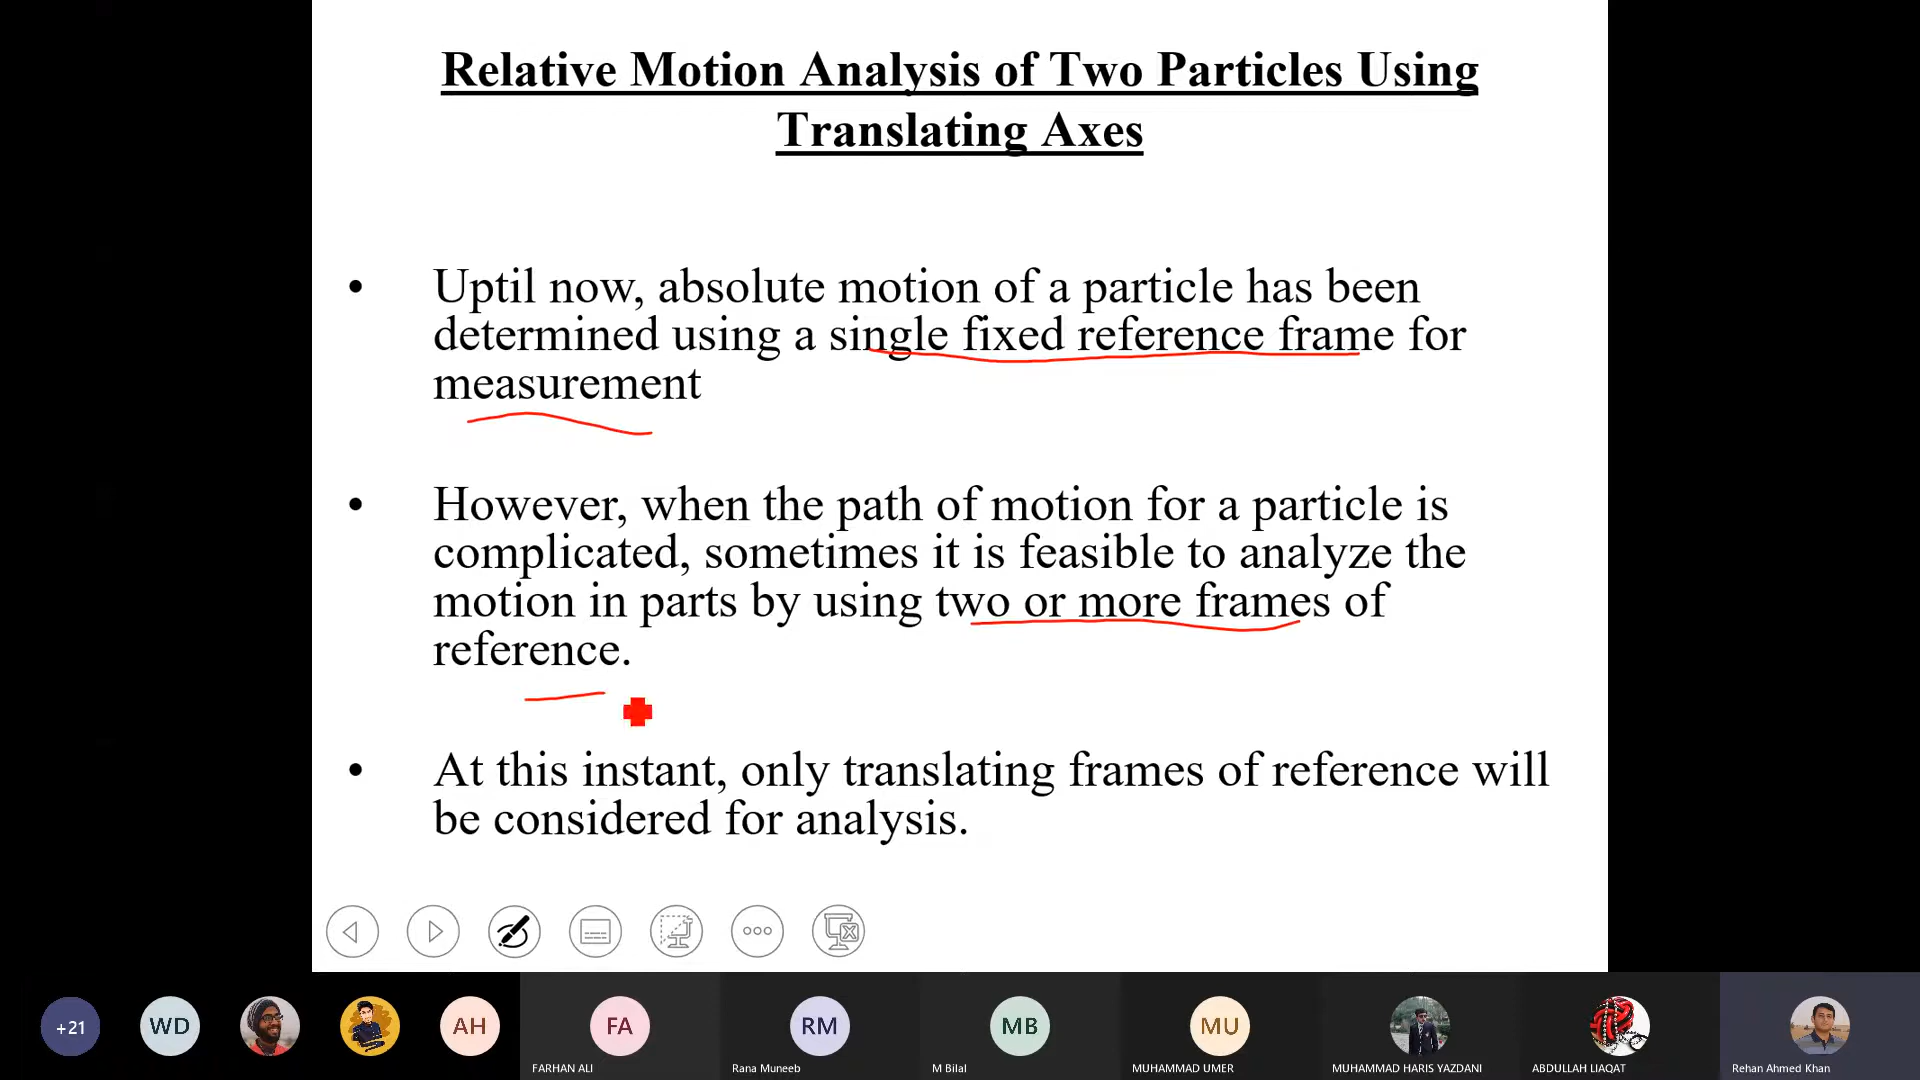 Relative Motion Analysis of Two Particles Using
Translating Axes
• Uptil now, absolute motion of a particle has been
determined using a single fixed reference frame for
measurement
• However, when the path of motion for a particle is
complicated, sometimes it is feasible to analyze the
motion in parts by using two or more frames of
reference.
• At this instant, only translating frames of reference will
be considered for analysis.
+21
WD
AH
FA
RM
MB
MU
FARHAN ALI
Rana Muneeb
M Bilal
MUHAMMAD UMER
MUHAMMAD HARIS YAZDANI
ABDULLAH LIAQAT
Rehan Ahmed Khan